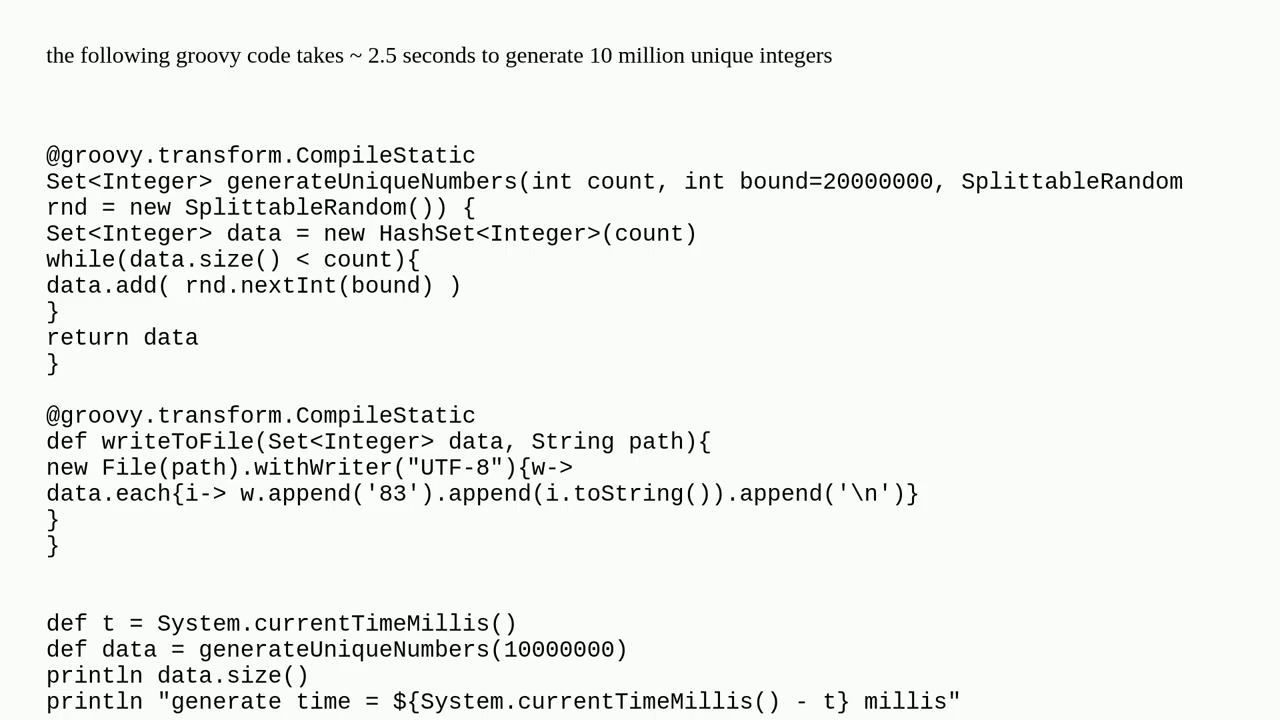 the following groovy code takes ~ 2.5 seconds to generate 10 million unique integers
@groovy.transform.CompileStatic
Set<Integer> generateUniqueNumbers(int count, int bound=20000000, SplittableRandom
rnd = new SplittableRandom()) {
Set<Integer> data = new HashSet<Integer>(count)
while(data.size() < count){
data.add( rnd.nextInt(bound) )
}
return data
}
@groovy.transform.CompileStatic
def writeToFile(Set<Integer> data, String path){
new File(path).withWriter("UTF-8"){w->
data.each{i-> w.append('83').append(i.toString()).append('\n')}
}
}
def t = System.currentTimeMillis()
def data = generateUniqueNumbers(10000000)
println data.size()
println "generate time = ${System.currentTimeMillis() - t} millis"